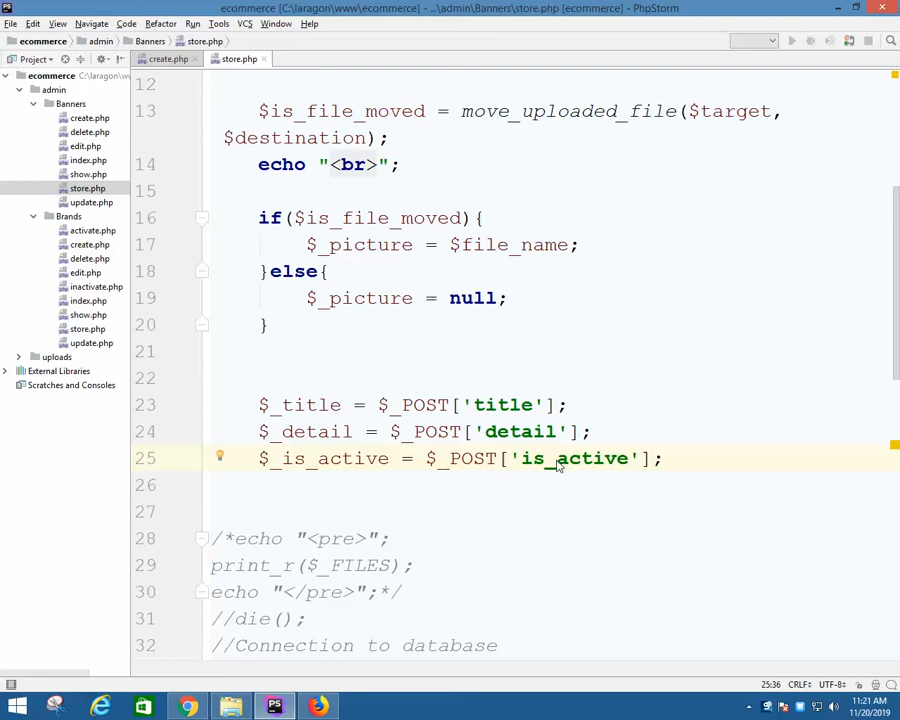 ecommerce [C:\laragon\www\ecommerce] - ...\admin\Banners\store.php [ecommerce] - PhpStorm
File Edit View Navigate Code Refactor Run Tools VCS Window Help
ecommerce admin Banners store.php
Project
create.php store.php
ecommerce C:\laragon\ww
admin
Banners
create.php
delete.php
edit.php
index.php
show.php
store.php
update.php
Brands
activate.php
create.php
delete.php
edit.php
inactivate.php
index.php
show.php
store.php
update.php
uploads
External Libraries
Scratches and Consoles
12
13 $is_file_moved = move_uploaded_file($target,
$destination);
14 echo "<br>";
15
16 if($is_file_moved){
17 $_picture = $file_name;
18 }else{
19 $_picture = null;
20 }
21
22
23 $_title = $_POST['title'];
24 $_detail = $_POST['detail'];
25 $_is_active = $_POST['is_active'];
26
27
28 /*echo "<pre>";
29 print_r($_FILES);
30 echo "</pre>";*/
31 //die();
32 //Connection to database
25:36 CRLF÷ UTF-8÷
11:21 AM
11/20/2019